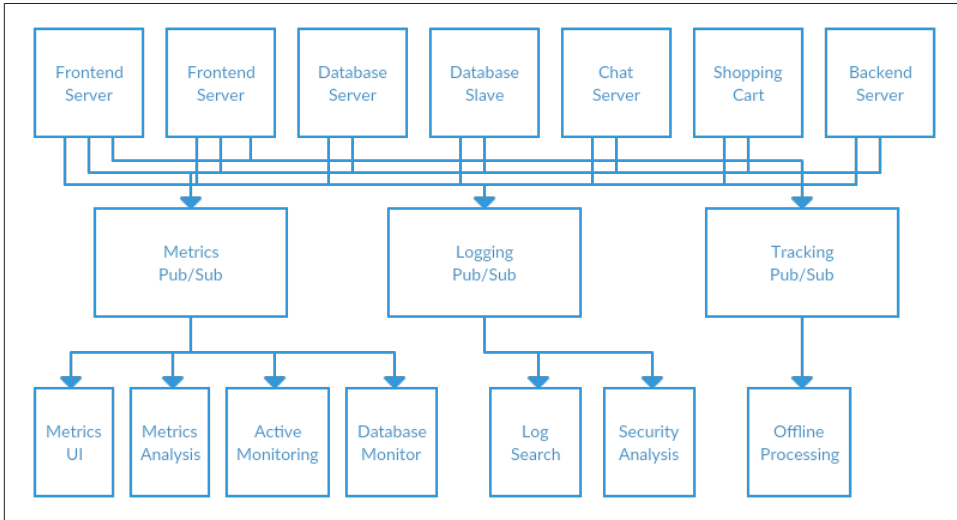 Frontend
Server
Frontend
Server
Database
Server
Database
Slave
Chat
Server
Shopping
Cart
Backend
Server
Metrics
Pub/Sub
Logging
Pub/Sub
Tracking
Pub/Sub
Metrics
UI
Metrics
Analysis
Active
Monitoring
Database
Monitor
Log
Search
Security
Analysis
Offline
Processing